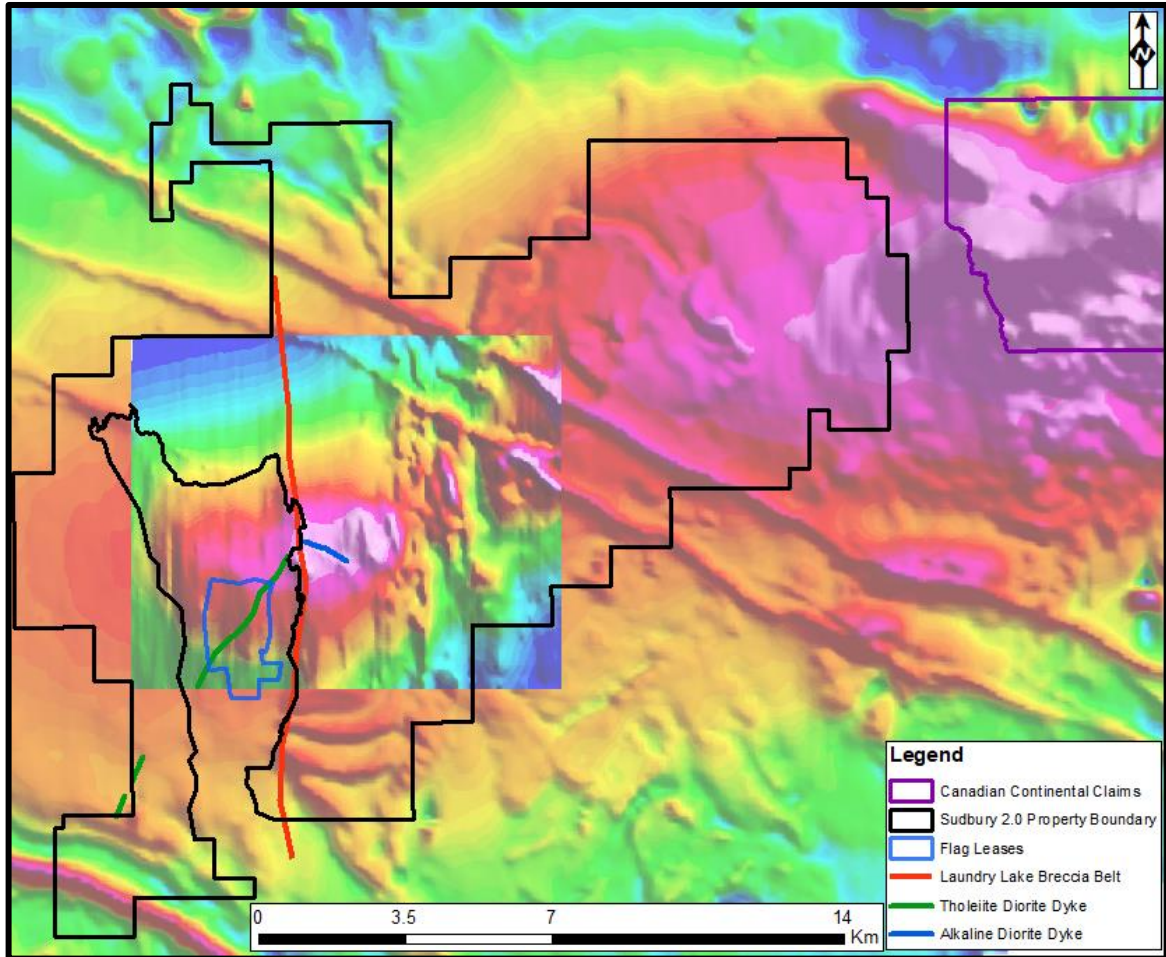 N
Legend
Canadian Continental Claims
Sudbury 2.0 Property Boundary
Flag Leases
Laundry Lake Breccia Belt
Tholeiite Diorite Dyke
Alkaline Diorite Dyke
0 3.5 7 14
Km